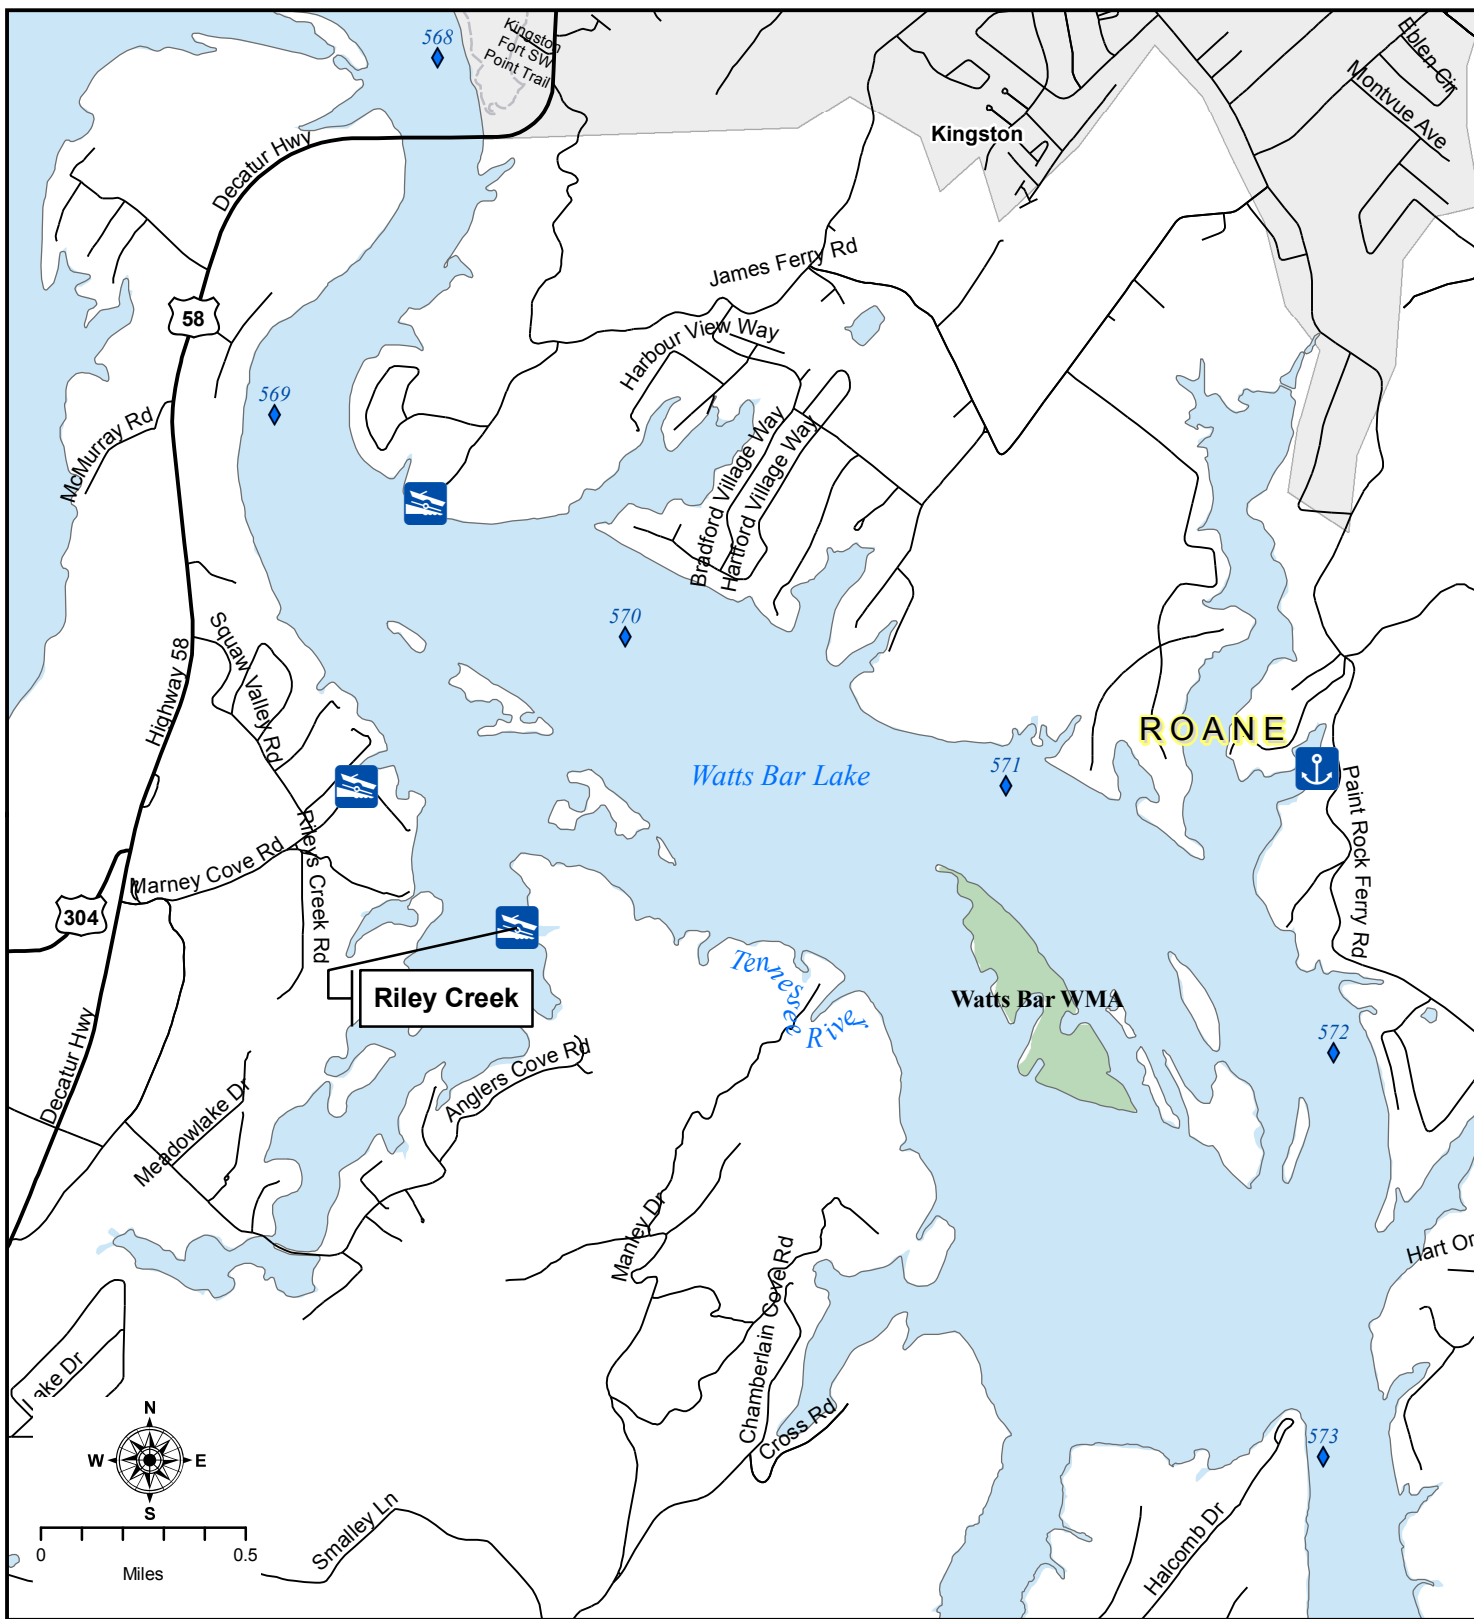 568
Kingston
Fort SW
Point Trail
Eblen Cir
Montvue Ave
Kingston
Decatur Hwy
James Ferry Rd
58
Harbour View Way
569
McMurray Rd
Bradford Village Way
Hartford Village Way
570
Squaw Valley Rd
Highway 58
ROANE
571
Watts Bar Lake
Paint Rock Ferry Rd
Rileys Creek Rd
Marney Cove Rd
304
Tennessee
River
Riley Creek
Watts Bar WMA
572
Decatur Hwy
Anglers Cove Rd
Meadowlake Dr
Manley Dr
Chamberlain Cove Rd
Hart Or
Lake Dr
Cross Rd
573
N
W E
S
Smalley Ln
Halcomb Dr
0 0.5
Miles